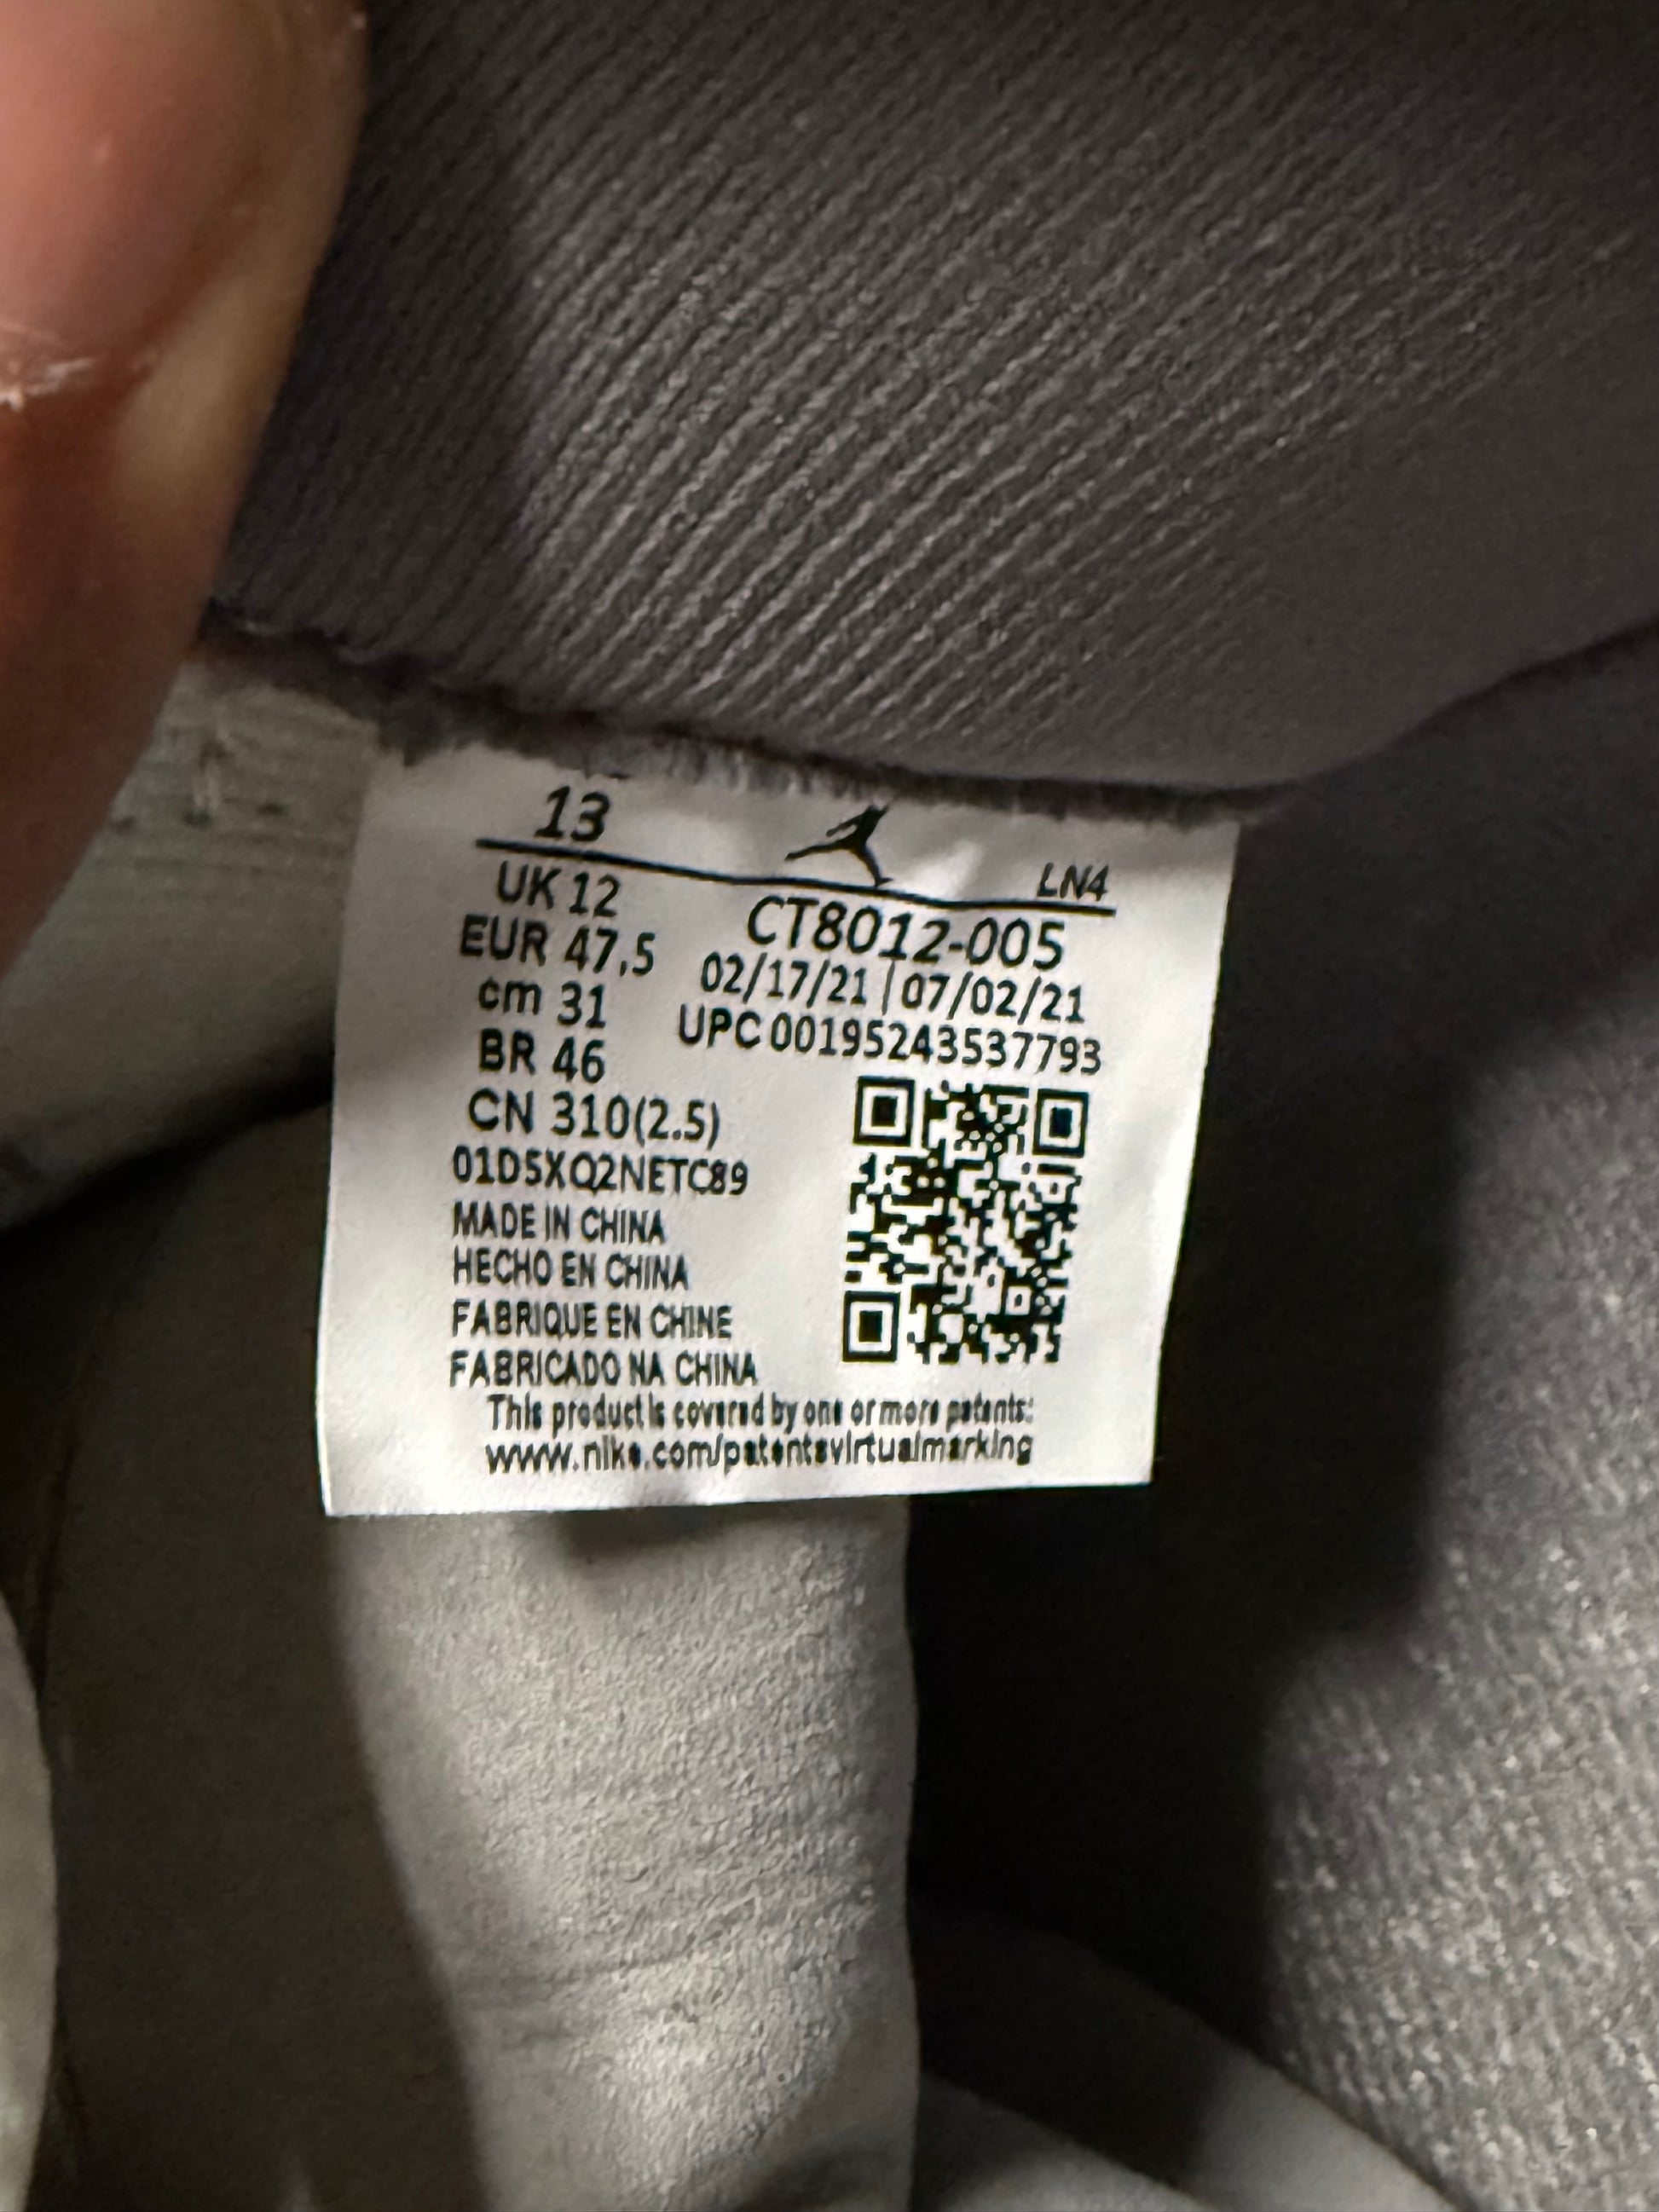 13
LN4
UK 12
CT8012-005
EUR 47,5
02/17/21 | 07/02/21
cm 31
UPC 00195243537793
BR 46
CN 310(2.5)
01D5XQ2NETC89
MADE IN CHINA
HECHO EN CHINA
FABRIQUE EN CHINE
FABRICADO NA CHINA
This product is covered by one or more patents:
www.nike.com/patentsvirtualmarking